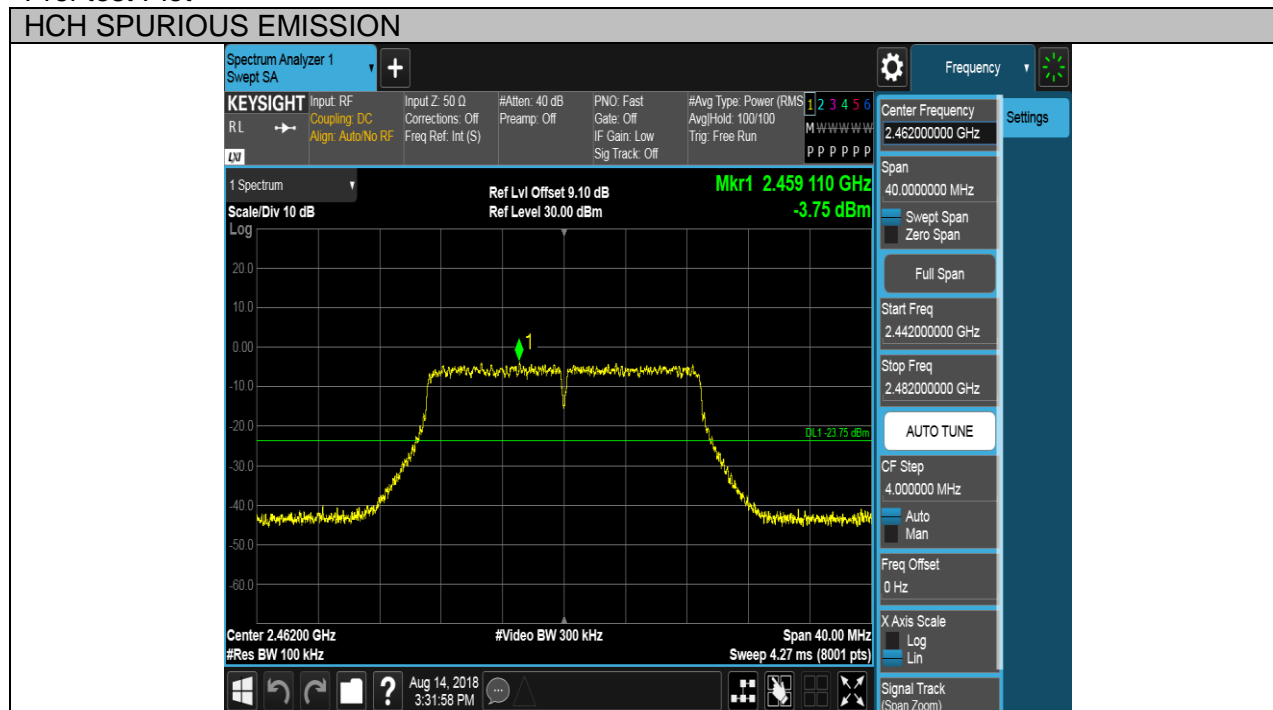 HCH SPURIOUS EMISSION
Spectrum Analyzer 1
Swept SA
+
Frequency
KEYSIGHT
RL
LXI
Input: RF
Coupling: DC
Align: Auto/No RF
Input Z: 50 Ω
Corrections: Off
Freq Ref: Int (S)
#Atten: 40 dB
Preamp: Off
PNO: Fast
Gate: Off
IF Gain: Low
Sig Track: Off
#Avg Type: Power (RMS
Avg|Hold: 100/100
Trig: Free Run
1 2 3 4 5 6
M W W W W W
P P P P P P
1 Spectrum
Scale/Div 10 dB
Log
Ref Lvl Offset 9.10 dB
Ref Level 30.00 dBm
Mkr1 2.459 110 GHz
-3.75 dBm
20.0
10.0
0.00
-10.0
-20.0
-30.0
-40.0
-50.0
-60.0
1
DL1 -23.75 dBm
Center 2.46200 GHz
#Res BW 100 kHz
#Video BW 300 kHz
Span 40.00 MHz
Sweep 4.27 ms (8001 pts)
?
Aug 14, 2018
3:31:58 PM
Center Frequency
2.462000000 GHz
Span
40.0000000 MHz
Swept Span
Zero Span
Full Span
Start Freq
2.442000000 GHz
Stop Freq
2.482000000 GHz
AUTO TUNE
CF Step
4.000000 MHz
Auto
Man
Freq Offset
0 Hz
X Axis Scale
Log
Lin
Signal Track
(Span Zoom)
Settings